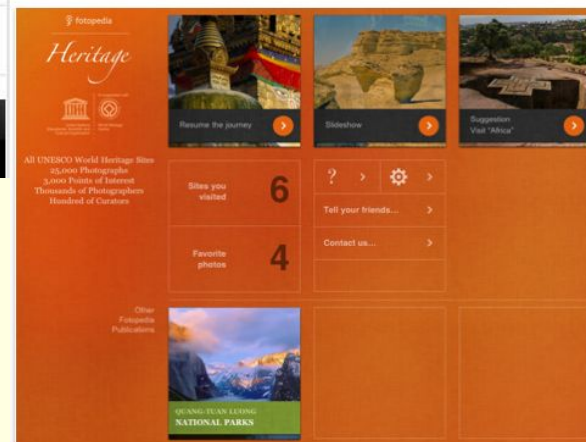 fotopedia
Heritage
All UNESCO World Heritage Sites
25,000 Photographs
3,000 Points of Interest
Thousands of Photographers
Hundred of Curators
Resume the journey
Slideshow
Suggestion
Visit "Africa"
Sites you
visited
6
Favorite
photos
4
?
Tell your friends...
Contact us...
Other
Fotopedia
Publications
QUANG-TUAN LUONG
NATIONAL PARKS